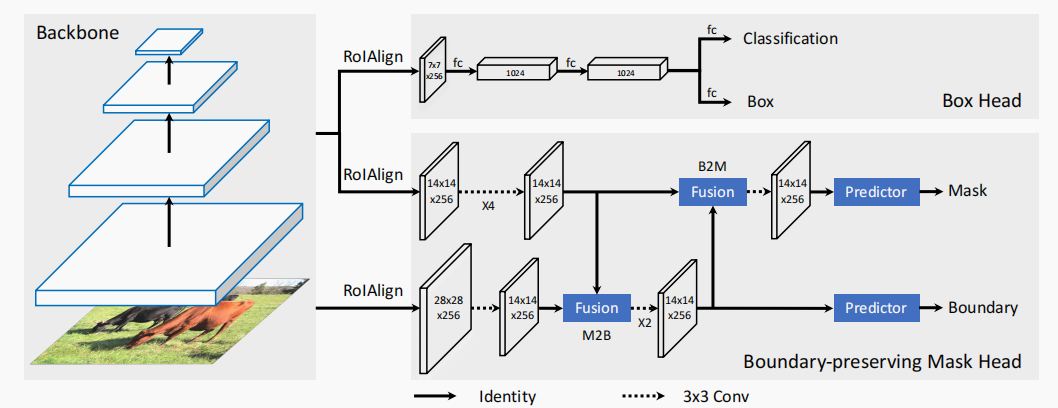 Backbone
RoIAlign
7x7
x256
fc
1024
fc
1024
fc
Classification
fc
Box
Box Head
RoIAlign
14x14
x256
X4
14x14
x256
B2M
Fusion
14x14
x256
Predictor
Mask
RoIAlign
28x28
x256
14x14
x256
Fusion
M2B
X2
14x14
x256
Predictor
Boundary
Boundary-preserving Mask Head
Identity
3x3 Conv